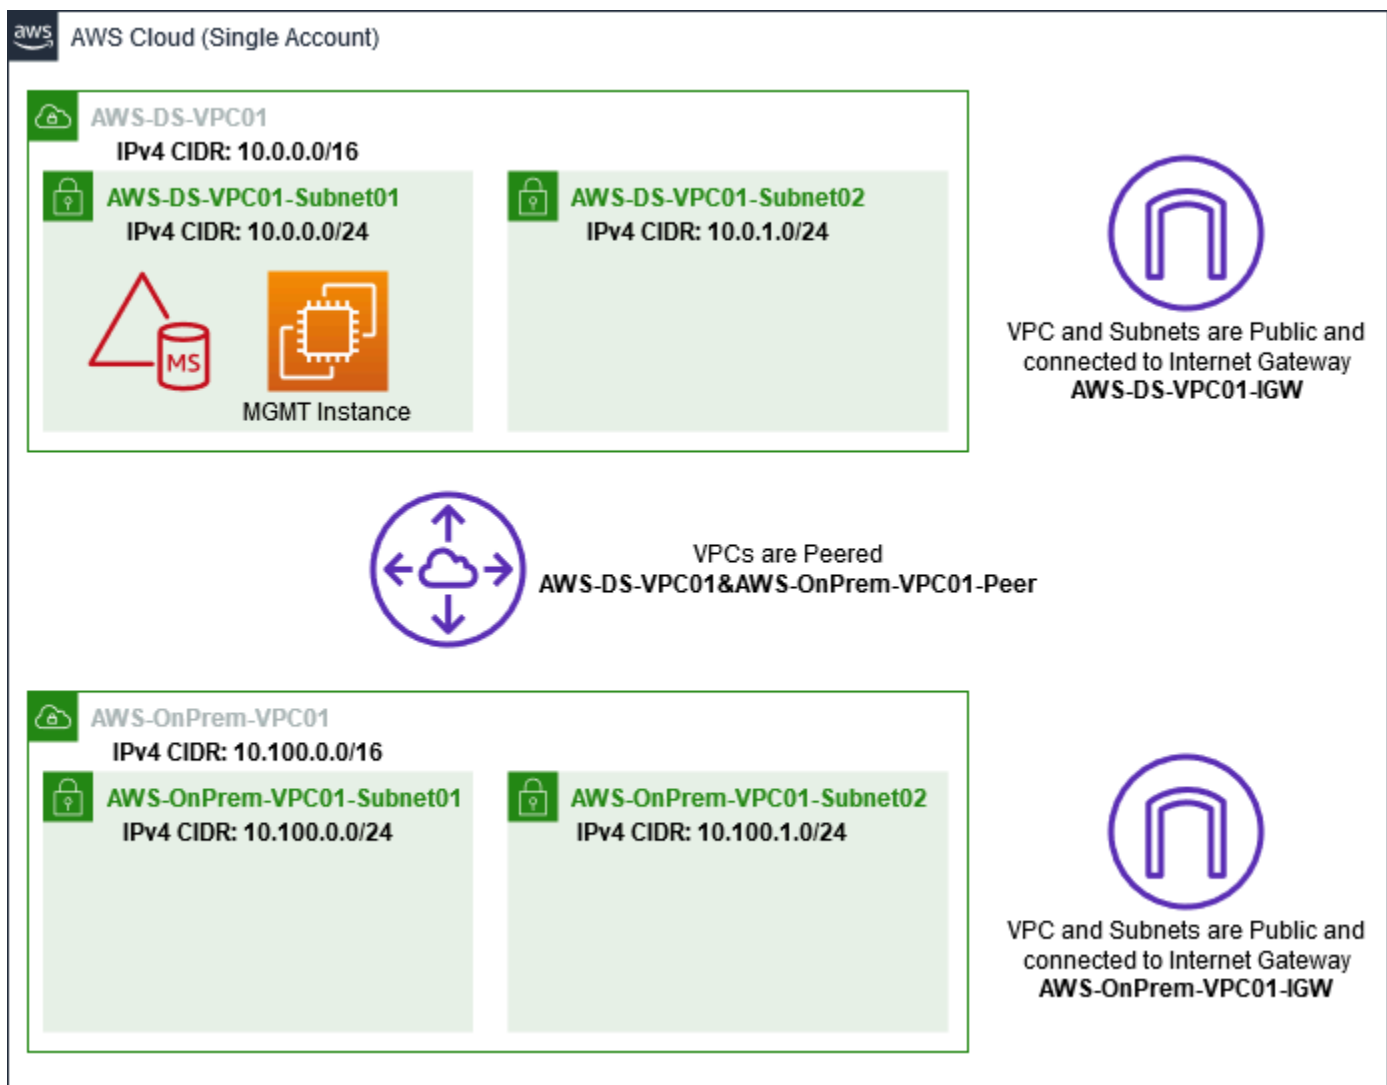 aws
AWS Cloud (Single Account)
AWS-DS-VPC01
IPv4 CIDR: 10.0.0.0/16
AWS-DS-VPC01-Subnet01
IPv4 CIDR: 10.0.0.0/24
MS
MGMT Instance
AWS-DS-VPC01-Subnet02
IPv4 CIDR: 10.0.1.0/24
VPC and Subnets are Public and
connected to Internet Gateway
AWS-DS-VPC01-IGW
VPCs are Peered
AWS-DS-VPC01&AWS-OnPrem-VPC01-Peer
AWS-OnPrem-VPC01
IPv4 CIDR: 10.100.0.0/16
AWS-OnPrem-VPC01-Subnet01
IPv4 CIDR: 10.100.0.0/24
AWS-OnPrem-VPC01-Subnet02
IPv4 CIDR: 10.100.1.0/24
VPC and Subnets are Public and
connected to Internet Gateway
AWS-OnPrem-VPC01-IGW